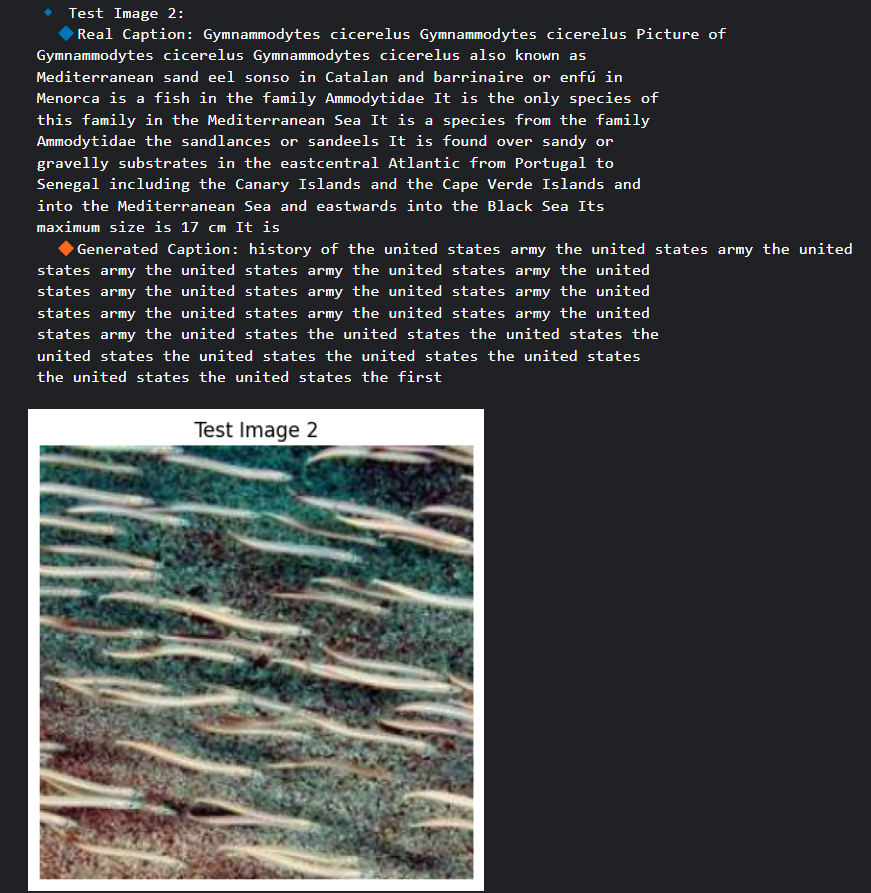 Test Image 2:
Real Caption: Gymnammodytes cicerelus Gymnammodytes cicerelus Picture of
Gymnammodytes cicerelus Gymnammodytes cicerelus also known as
Mediterranean sand eel sonso in Catalan and barrinaire or enfú in
Menorca is a fish in the family Ammodytidae It is the only species of
this family in the Mediterranean Sea It is a species from the family
Ammodytidae the sandlances or sandeels It is found over sandy or
gravelly substrates in the eastcentral Atlantic from Portugal to
Senegal including the Canary Islands and the Cape Verde Islands and
into the Mediterranean Sea and eastwards into the Black Sea Its
maximum size is 17 cm It is
Generated Caption: history of the united states army the united states army the united
states army the united states army the united states army the united
states army the united states army the united states army the united
states army the united states army the united states army the united
states army the united states the united states the united states the
united states the united states the united states the united states
the united states the united states the first
Test Image 2